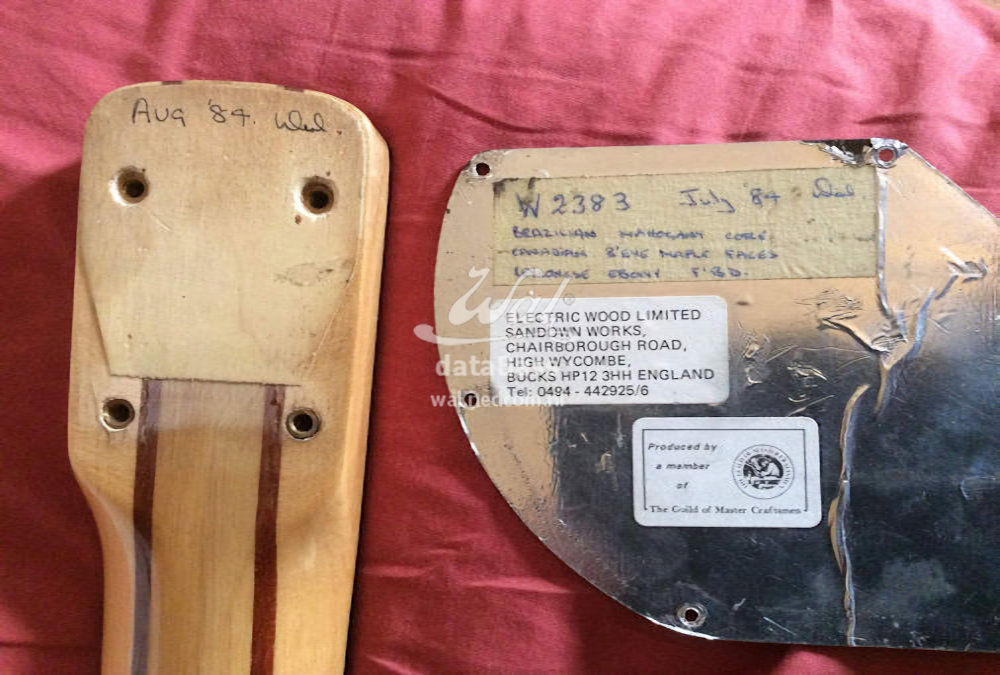 AUG '84. Wal.
W 2383 July '84 Wal.
BRAZILIAN MAHOGANY CORE
CANADIAN B'EYE MAPLE FACES
EBONY F'BD.
Wal®
ELECTRIC WOOD LIMITED
SANDOWN WORKS,
CHAIRBOROUGH ROAD,
HIGH WYCOMBE,
BUCKS HP12 3HH ENGLAND
Tel: 0494 - 442925/6
Produced by
a member
of
The Guild of Master Craftsmen